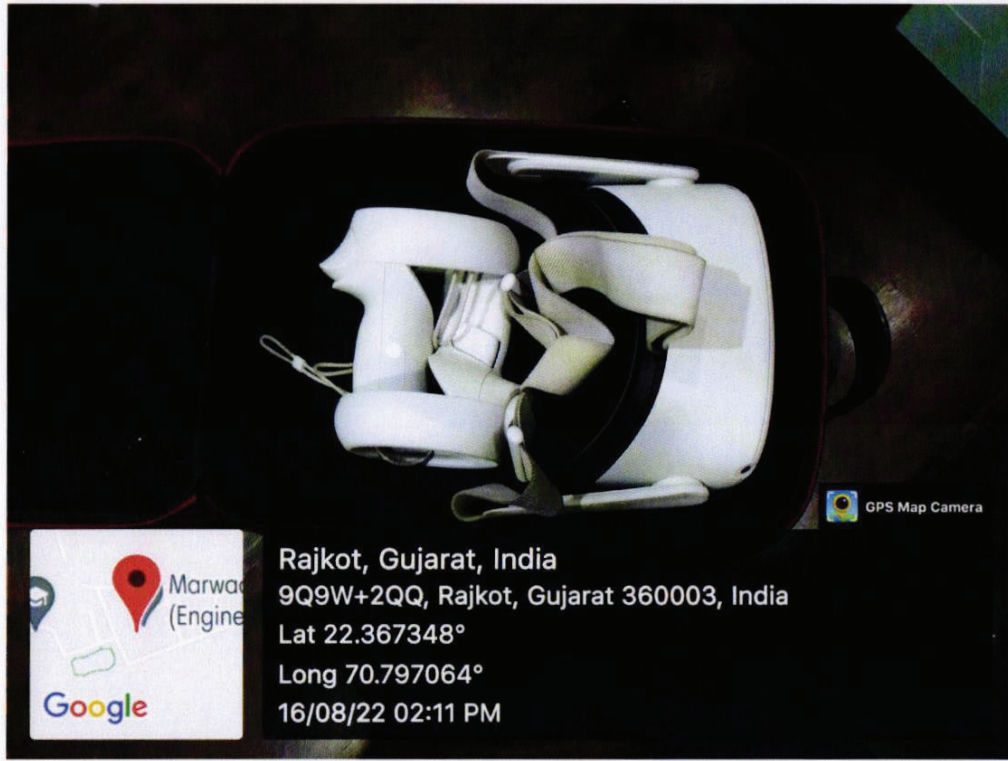 GPS Map Camera
Rajkot, Gujarat, India
9Q9W+2QQ, Rajkot, Gujarat 360003, India
Lat 22.367348°
Long 70.797064°
16/08/22 02:11 PM
Marwad
(Engine
Google